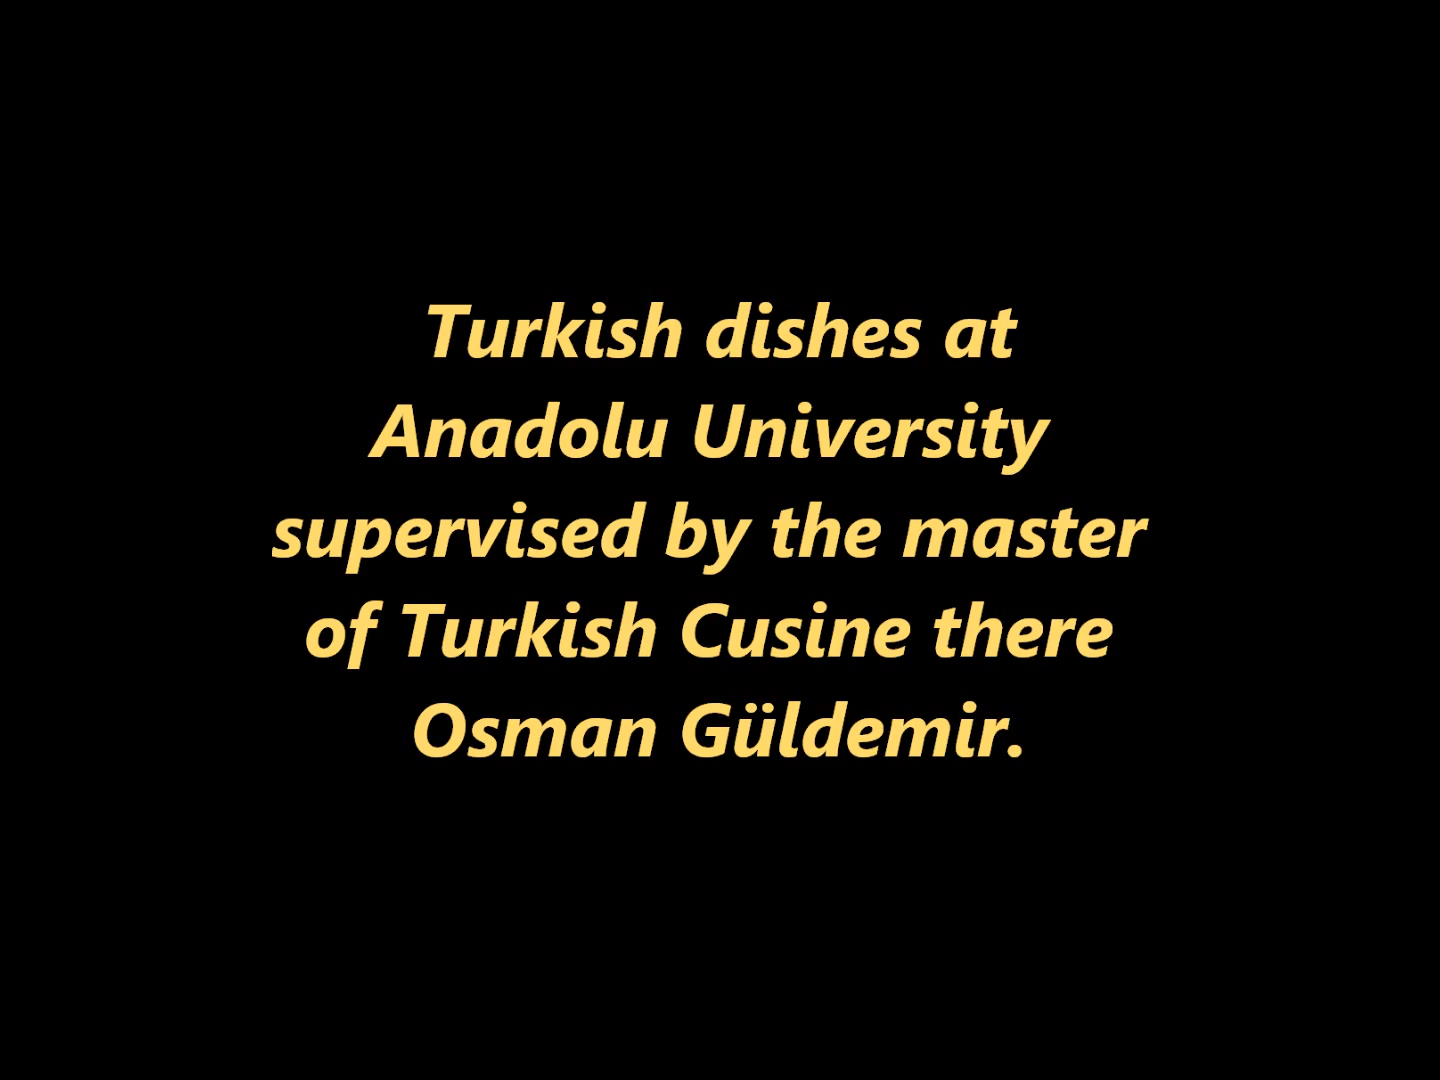 Turkish dishes at
Anadolu University
supervised by the master
of Turkish Cusine there
Osman Güldemir.